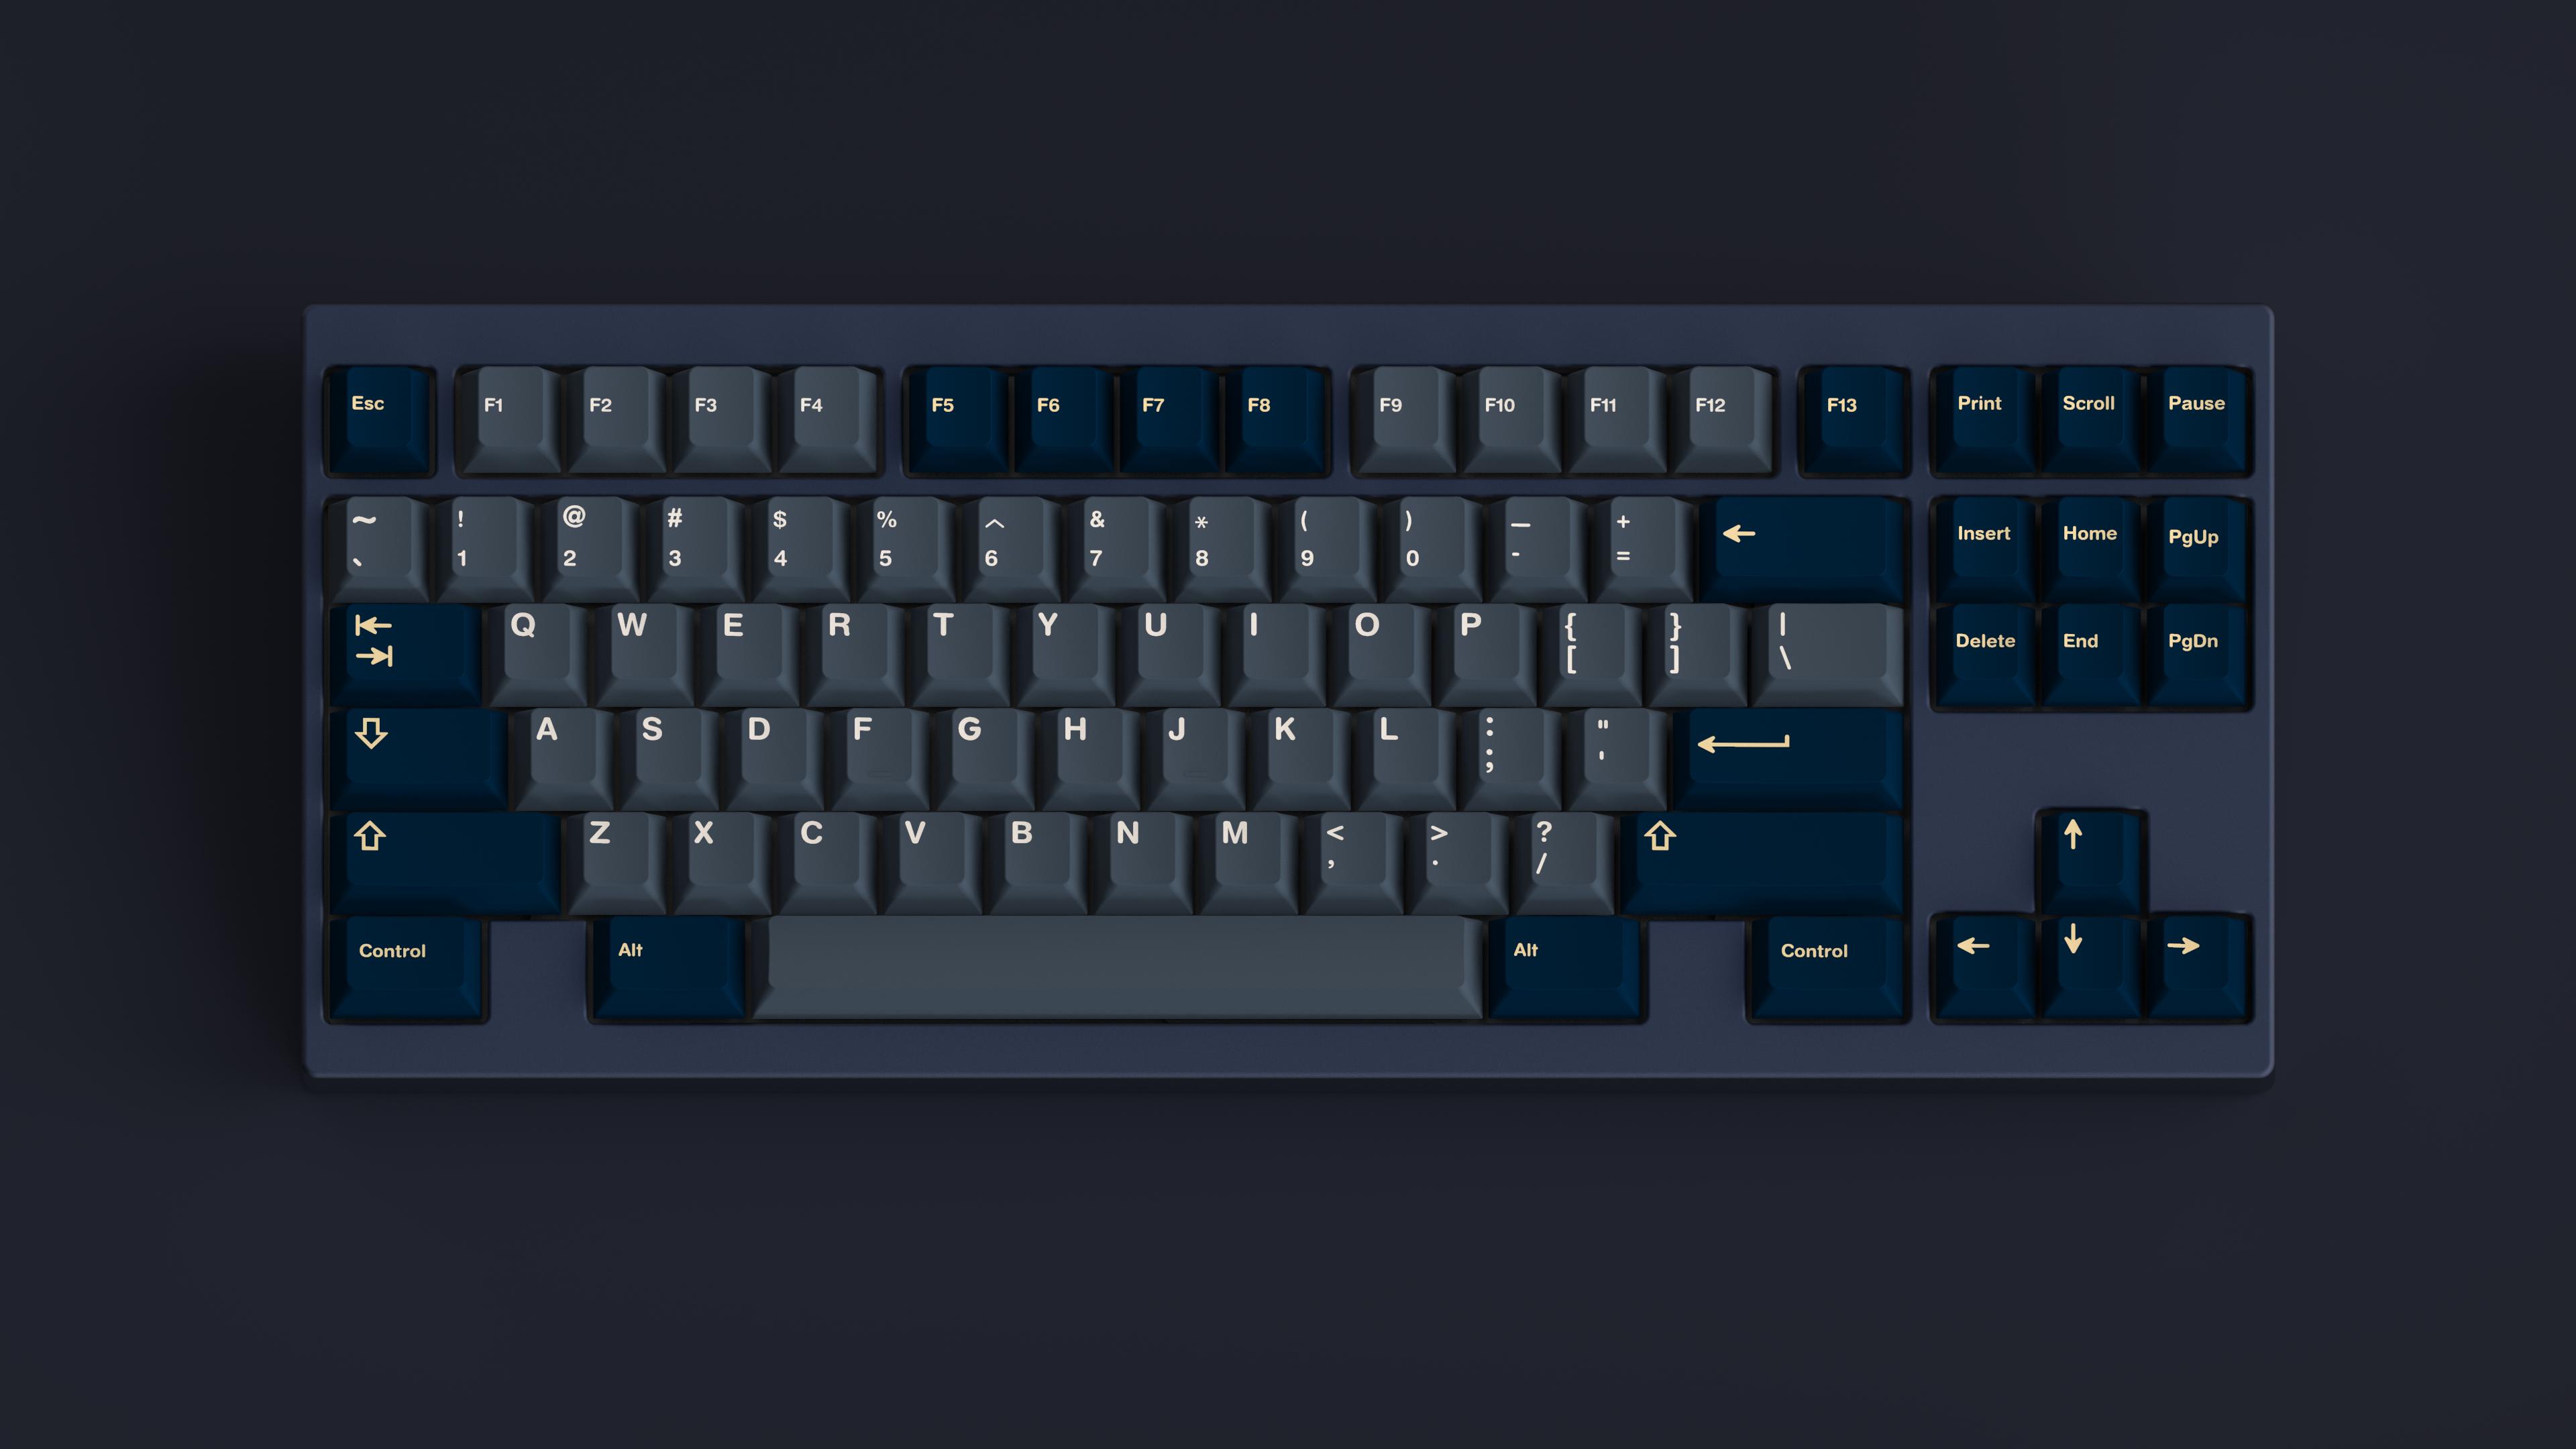 Esc F1 F2 F3 F4 F5 F6 F7 F8 F9 F10 F11 F12 F13 Print Scroll Pause
~ ! @ # $ % ^ & * ( ) _ +
` 1 2 3 4 5 6 7 8 9 0 - = ← Insert Home PgUp
⇤ Q W E R T Y U I O P { } |
⇥ [ ] \ Delete End PgDn
⇩ A S D F G H J K L : "
; ' ↵
⇧ Z X C V B N M < > ? ⇧ ↑
, . /
Control Alt Alt Control ← ↓ →